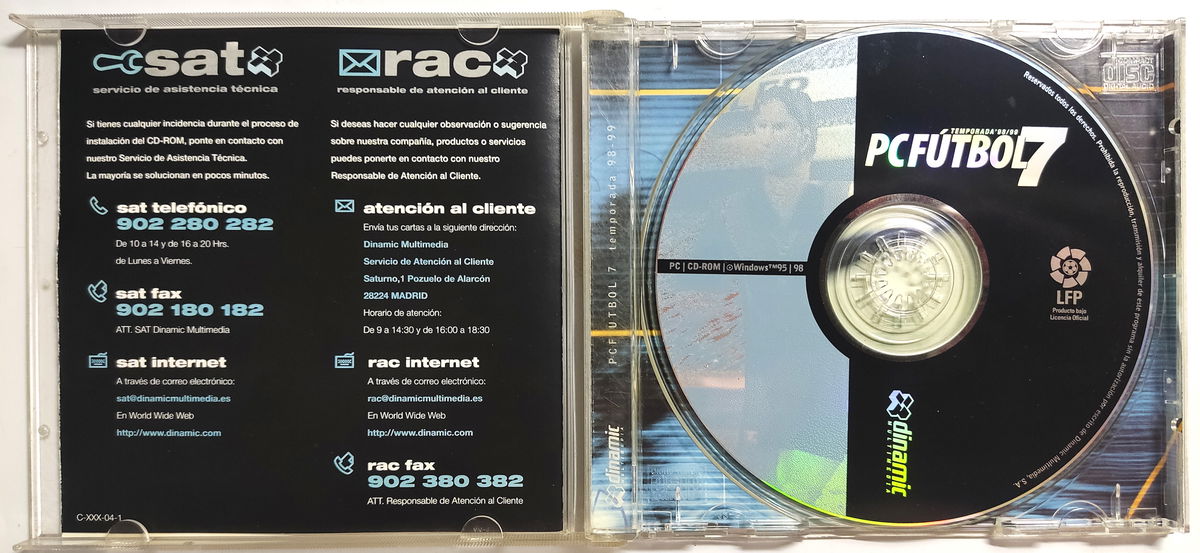 sat
servicio de asistencia técnica
Si tienes cualquier incidencia durante el proceso de
instalación del CD-ROM, ponte en contacto con
nuestro Servicio de Asistencia Técnica.
La mayoría se solucionan en pocos minutos.
sat telefónico
902 280 282
De 10 a 14 y de 16 a 20 Hrs.
de Lunes a Viernes.
sat fax
902 180 182
ATT. SAT Dinamic Multimedia
sat internet
A través de correo electrónico:
sat@dinamicmultimedia.es
En World Wide Web
http://www.dinamic.com
C-XXX-04-1
rac
responsable de atención al cliente
Si deseas hacer cualquier observación o sugerencia
sobre nuestra compañía, productos o servicios
puedes ponerte en contacto con nuestro
Responsable de Atención al Cliente.
atención al cliente
Envía tus cartas a la siguiente dirección:
Dinamic Multimedia
Servicio de Atención al Cliente
Saturno,1 Pozuelo de Alarcón
28224 MADRID
Horario de atención:
De 9 a 14:30 y de 16:00 a 18:30
rac internet
A través de correo electrónico:
rac@dinamicmultimedia.es
En World Wide Web
http://www.dinamic.com
rac fax
902 380 382
ATT. Responsable de Atención al Cliente
PC FUTBOL 7 temporada 98-99
dinamic
COMPACT
disc
DIGITAL AUDIO
TEMPORADA'98/99
PCFÚTBOL7
PC | CD-ROM | Windows™95 | 98
LFP
Producto bajo
Licencia Oficial
dinamic
MULTIMEDIA
Reservados todos los derechos. Prohibida la reproducción, transmisión y alquiler de este programa sin la autorización por escrito de Dinamic Multimedia, S.A.